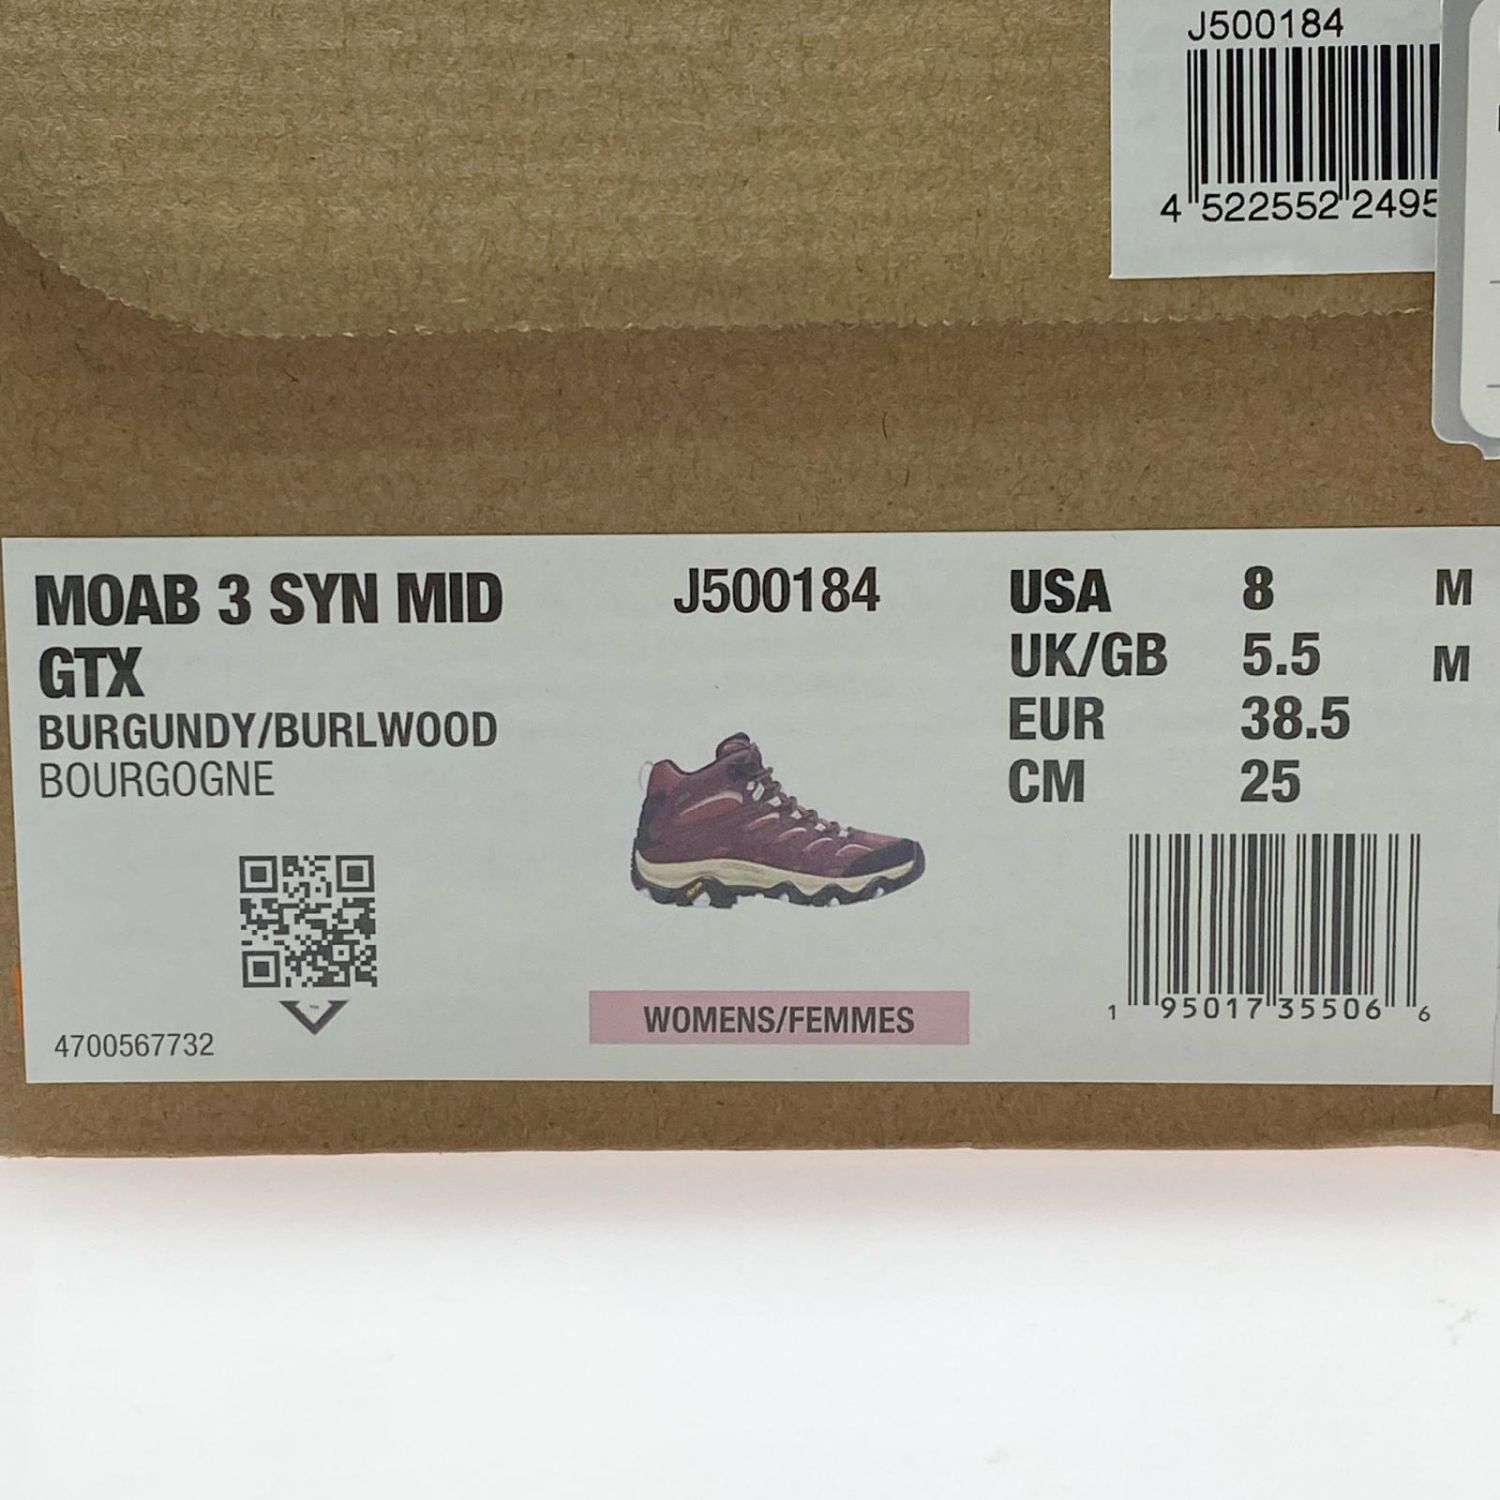 J500184
4 522552 2495
MOAB 3 SYN MID
GTX
BURGUNDY/BURLWOOD
BOURGOGNE
4700567732
J500184
WOMENS/FEMMES
USA 8 M
UK/GB 5.5 M
EUR 38.5
CM 25
1 95017 35506 6